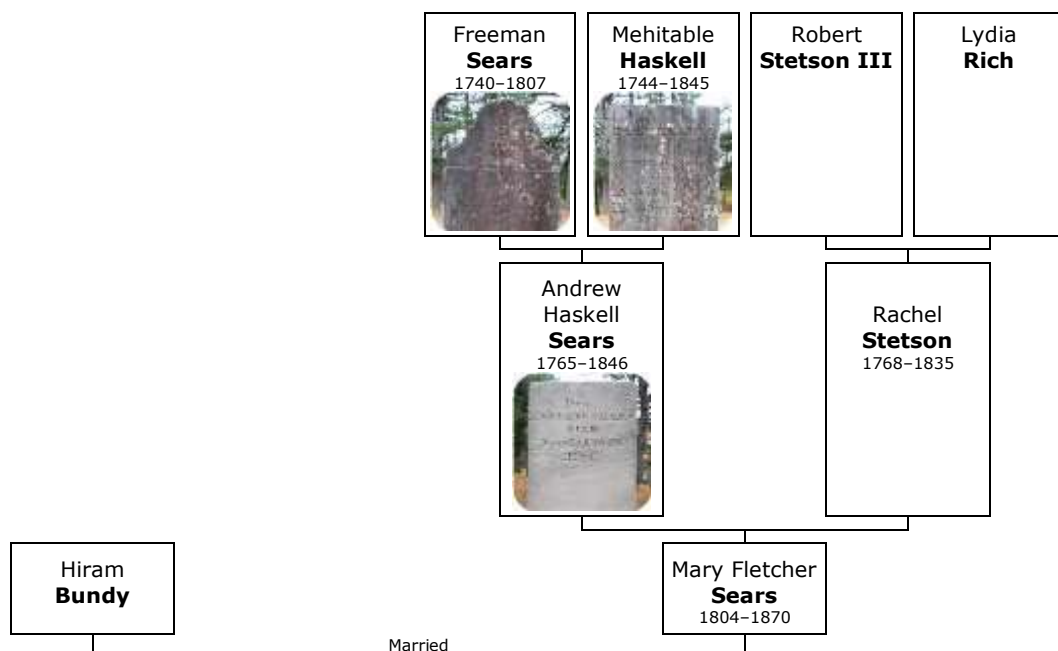 Freeman
Sears
1740–1807
Mehitable
Haskell
1744–1845
Robert
Stetson III
Lydia
Rich
Andrew
Haskell
Sears
1765–1846
Rachel
Stetson
1768–1835
Hiram
Bundy
Mary Fletcher
Sears
1804–1870
Married